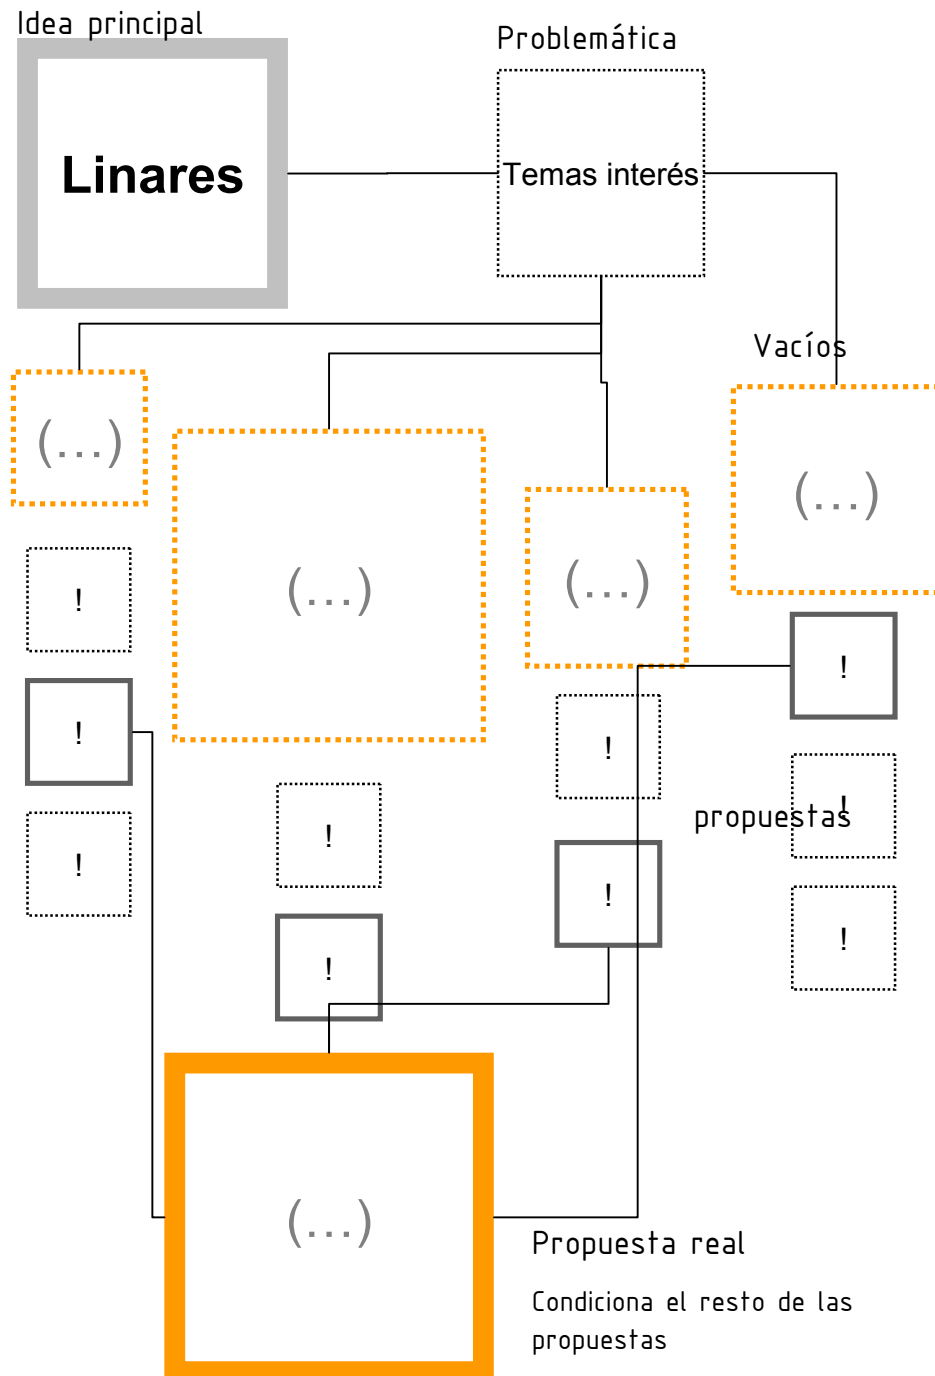 Idea principal
Problemática
Linares
Temas interés
Vacíos
(...)
(...)
(...)
(...)
!
!
!
!
!
!
!
propuestas
!
!
!
!
(...)
Propuesta real
Condiciona el resto de las
propuestas